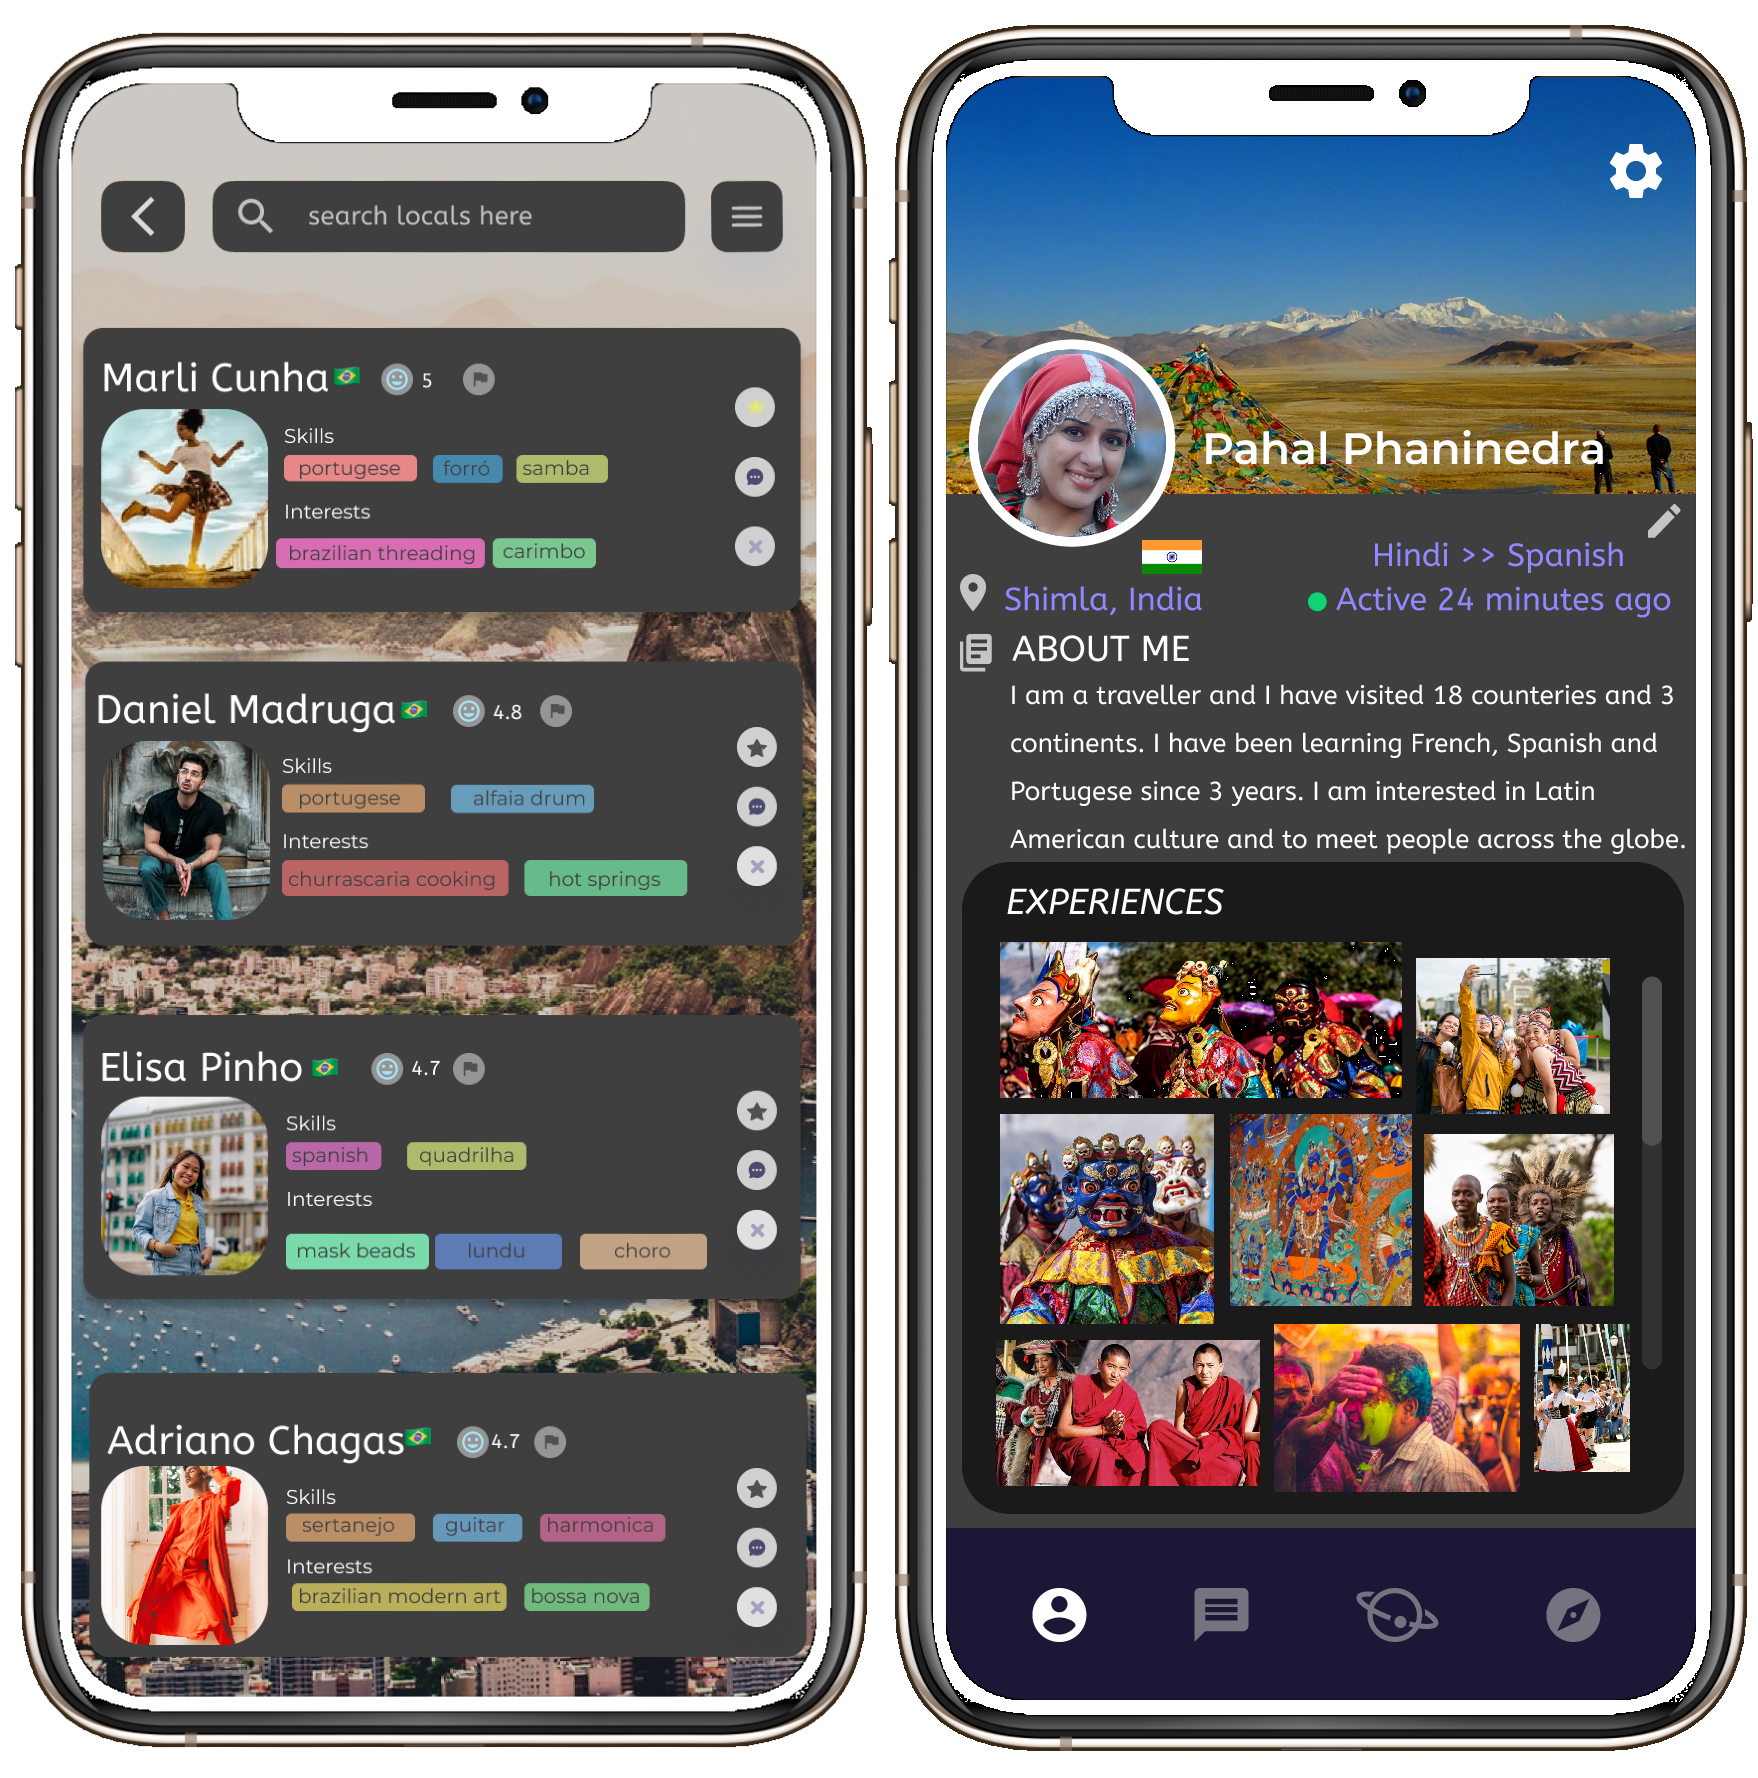 search locals here
Marli Cunha 5
Skills
portugese forró samba
Interests
brazilian threading carimbo
Daniel Madruga 4.8
Skills
portugese alfaia drum
Interests
churrascaria cooking hot springs
Elisa Pinho 4.7
Skills
spanish quadrilha
Interests
mask beads lundu choro
Adriano Chagas 4.7
Skills
sertanejo guitar harmonica
Interests
brazilian modern art bossa nova
Pahal Phaninedra
Hindi >> Spanish
Shimla, India Active 24 minutes ago
ABOUT ME
I am a traveller and I have visited 18 counteries and 3
continents. I have been learning French, Spanish and
Portugese since 3 years. I am interested in Latin
American culture and to meet people across the globe.
EXPERIENCES